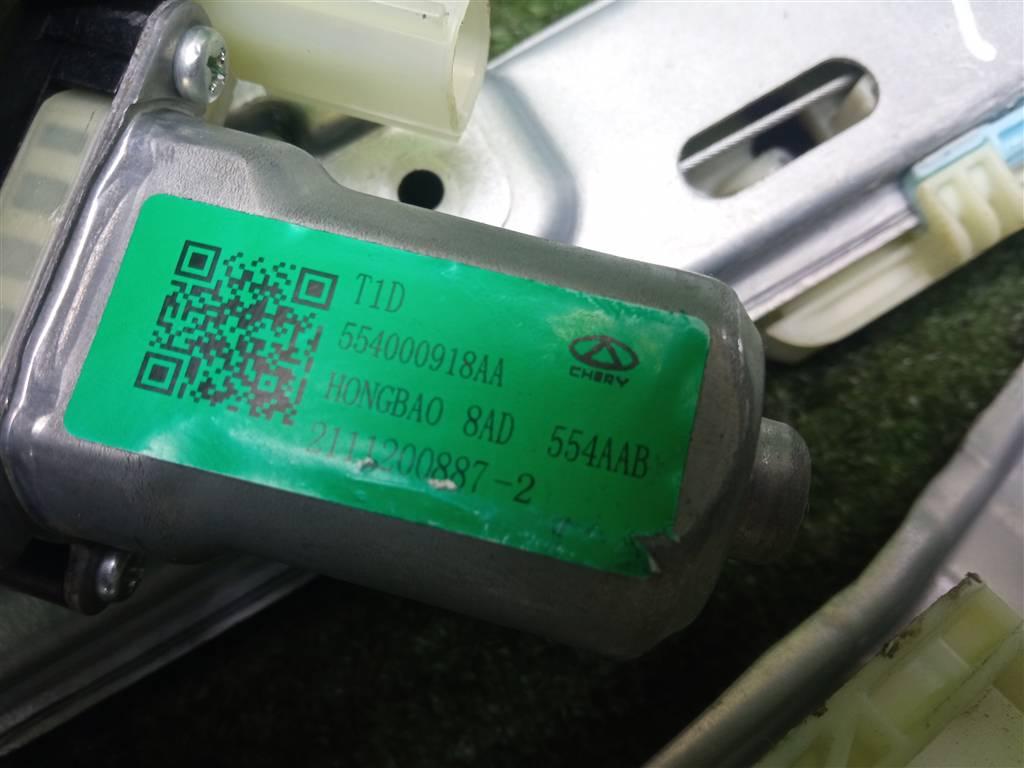 T1D
554000918AA
CHERY
HONGBAO 8AD 554AAB
2111200887-2